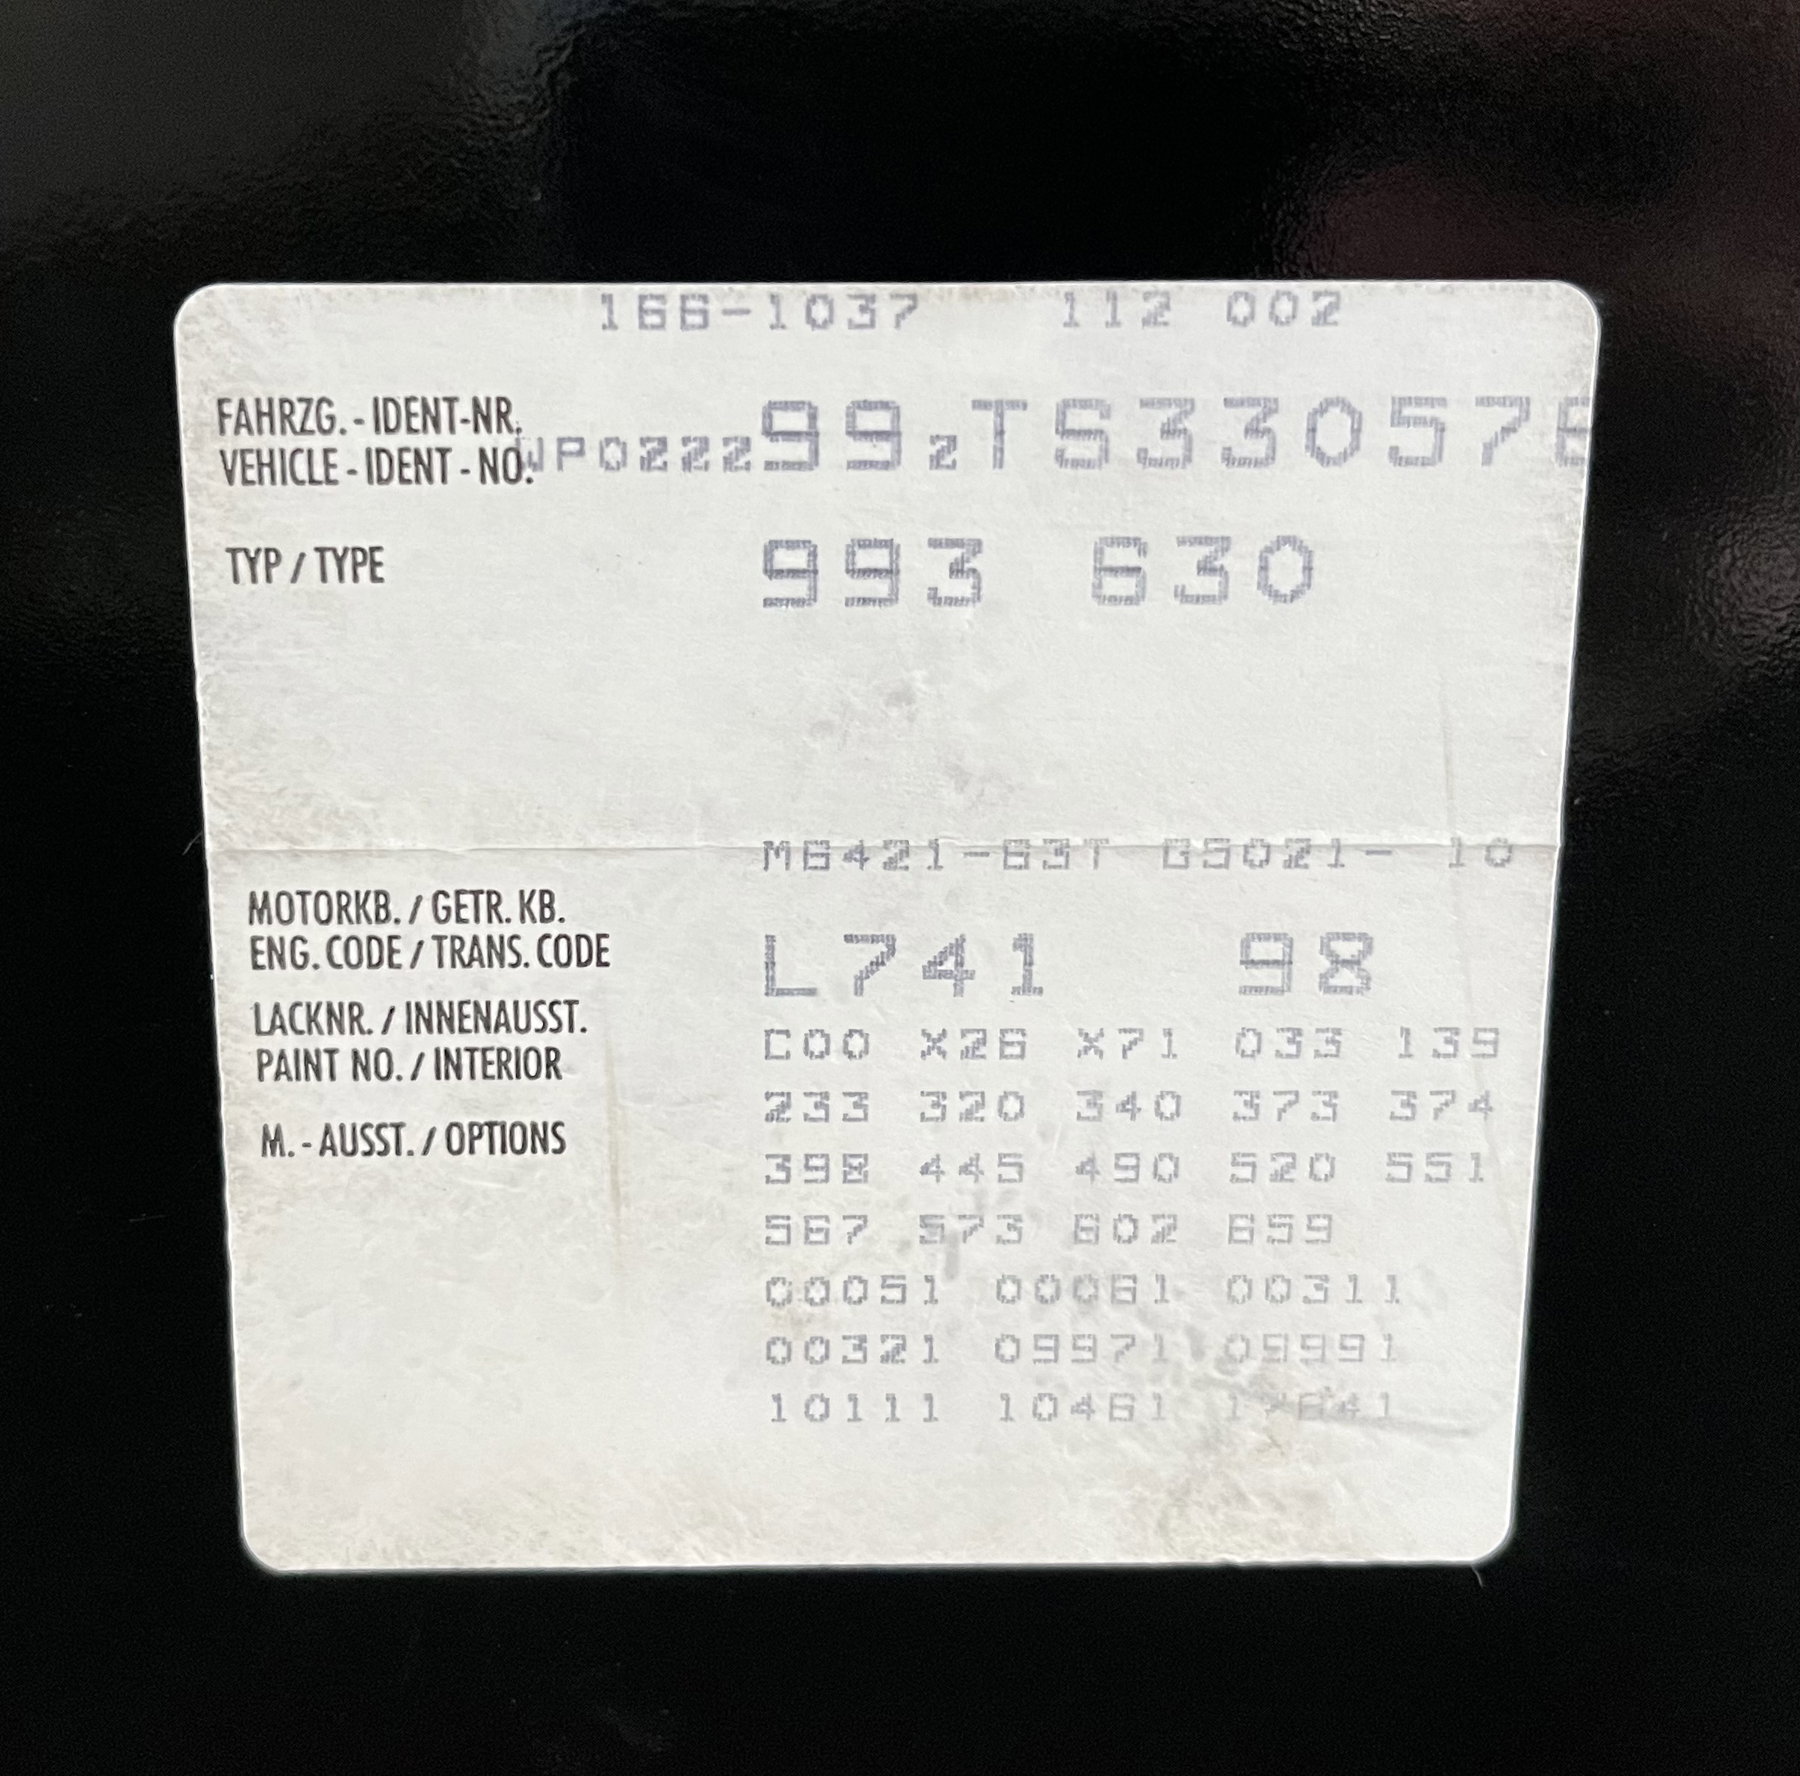 166-1037 112 002
FAHRZG. - IDENT-NR.
VEHICLE - IDENT - NO.
WP0ZZZ99ZTS330576
TYP / TYPE 993 630
M6421-63T G5021- 10
MOTORKB. / GETR. KB.
ENG. CODE / TRANS. CODE
L741 98
LACKNR. / INNENAUSST.
PAINT NO. / INTERIOR
C00 X26 X71 033 139
M. - AUSST. / OPTIONS
233 320 340 373 374
398 445 490 520 551
567 573 602 659
00051 00061 00311
00321 09971 09991
10111 10461